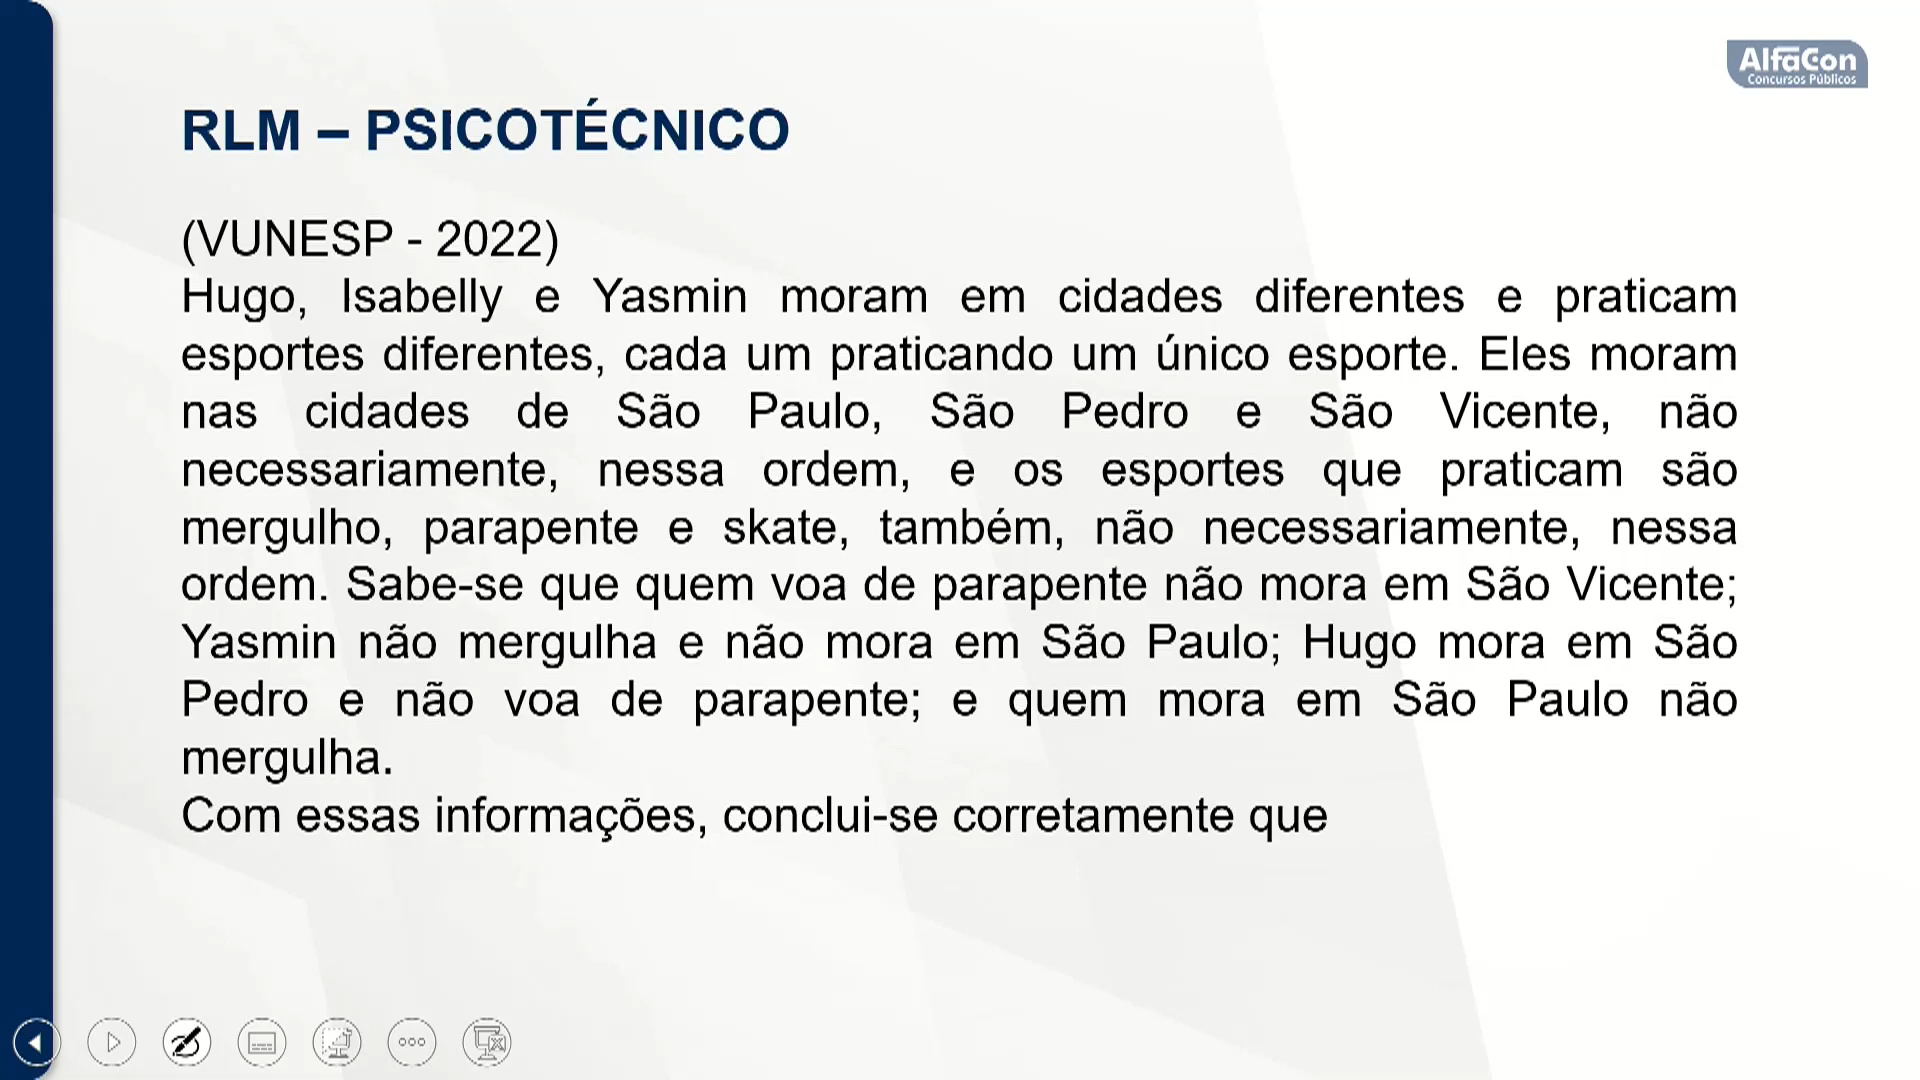 AlfaCon
Concursos Públicos
RLM – PSICOTÉCNICO
(VUNESP - 2022)
Hugo, Isabelly e Yasmin moram em cidades diferentes e praticam
esportes diferentes, cada um praticando um único esporte. Eles moram
nas cidades de São Paulo, São Pedro e São Vicente, não
necessariamente, nessa ordem, e os esportes que praticam são
mergulho, parapente e skate, também, não necessariamente, nessa
ordem. Sabe-se que quem voa de parapente não mora em São Vicente;
Yasmin não mergulha e não mora em São Paulo; Hugo mora em São
Pedro e não voa de parapente; e quem mora em São Paulo não
mergulha.
Com essas informações, conclui-se corretamente que